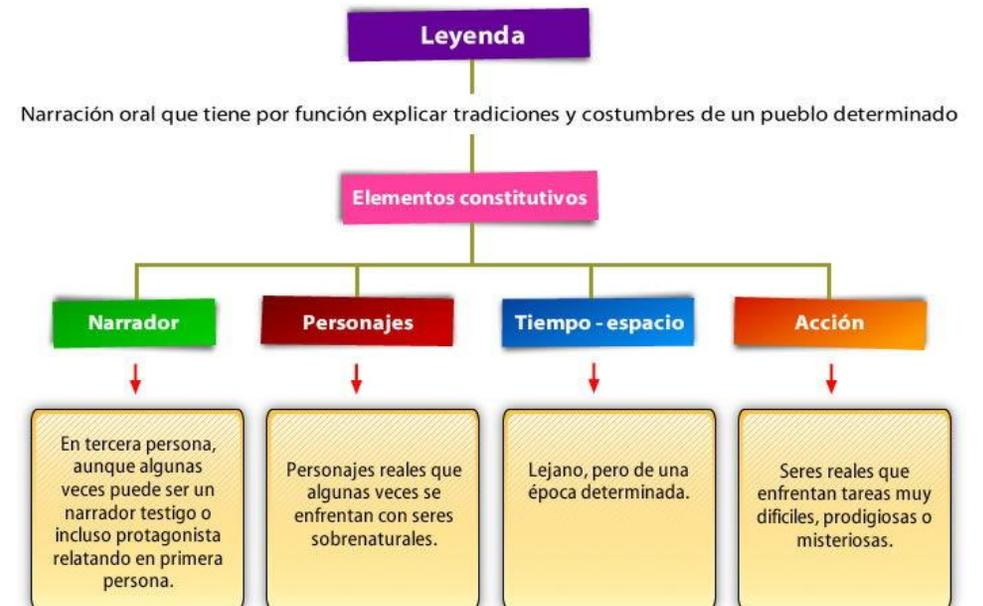 Leyenda
Narración oral que tiene por función explicar tradiciones y costumbres de un pueblo determinado
Elementos constitutivos
Narrador
Personajes
Tiempo - espacio
Acción
En tercera persona,
aunque algunas
veces puede ser un
narrador testigo o
incluso protagonista
relatando en primera
persona.
Personajes reales que
algunas veces se
enfrentan con seres
sobrenaturales.
Lejano, pero de una
época determinada.
Seres reales que
enfrentan tareas muy
dificiles, prodigiosas o
misteriosas.